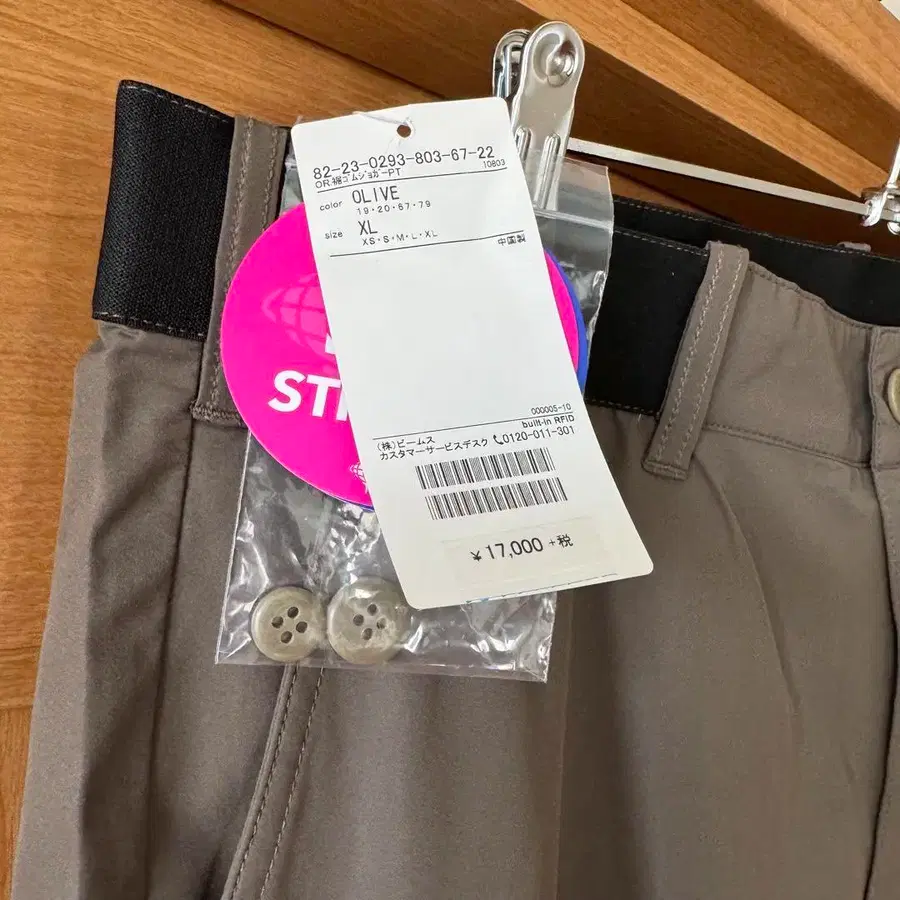 82-23-0293-803-67-22
OR.裾ゴムジョガーPT 10803
color OLIVE
19・20・67・79
size XL
XS・S・M・L・XL
中国製
000005-10
built-in RFID
(株)ビームス
カスタマーサービスデスク 0120-011-301
¥17,000 +税